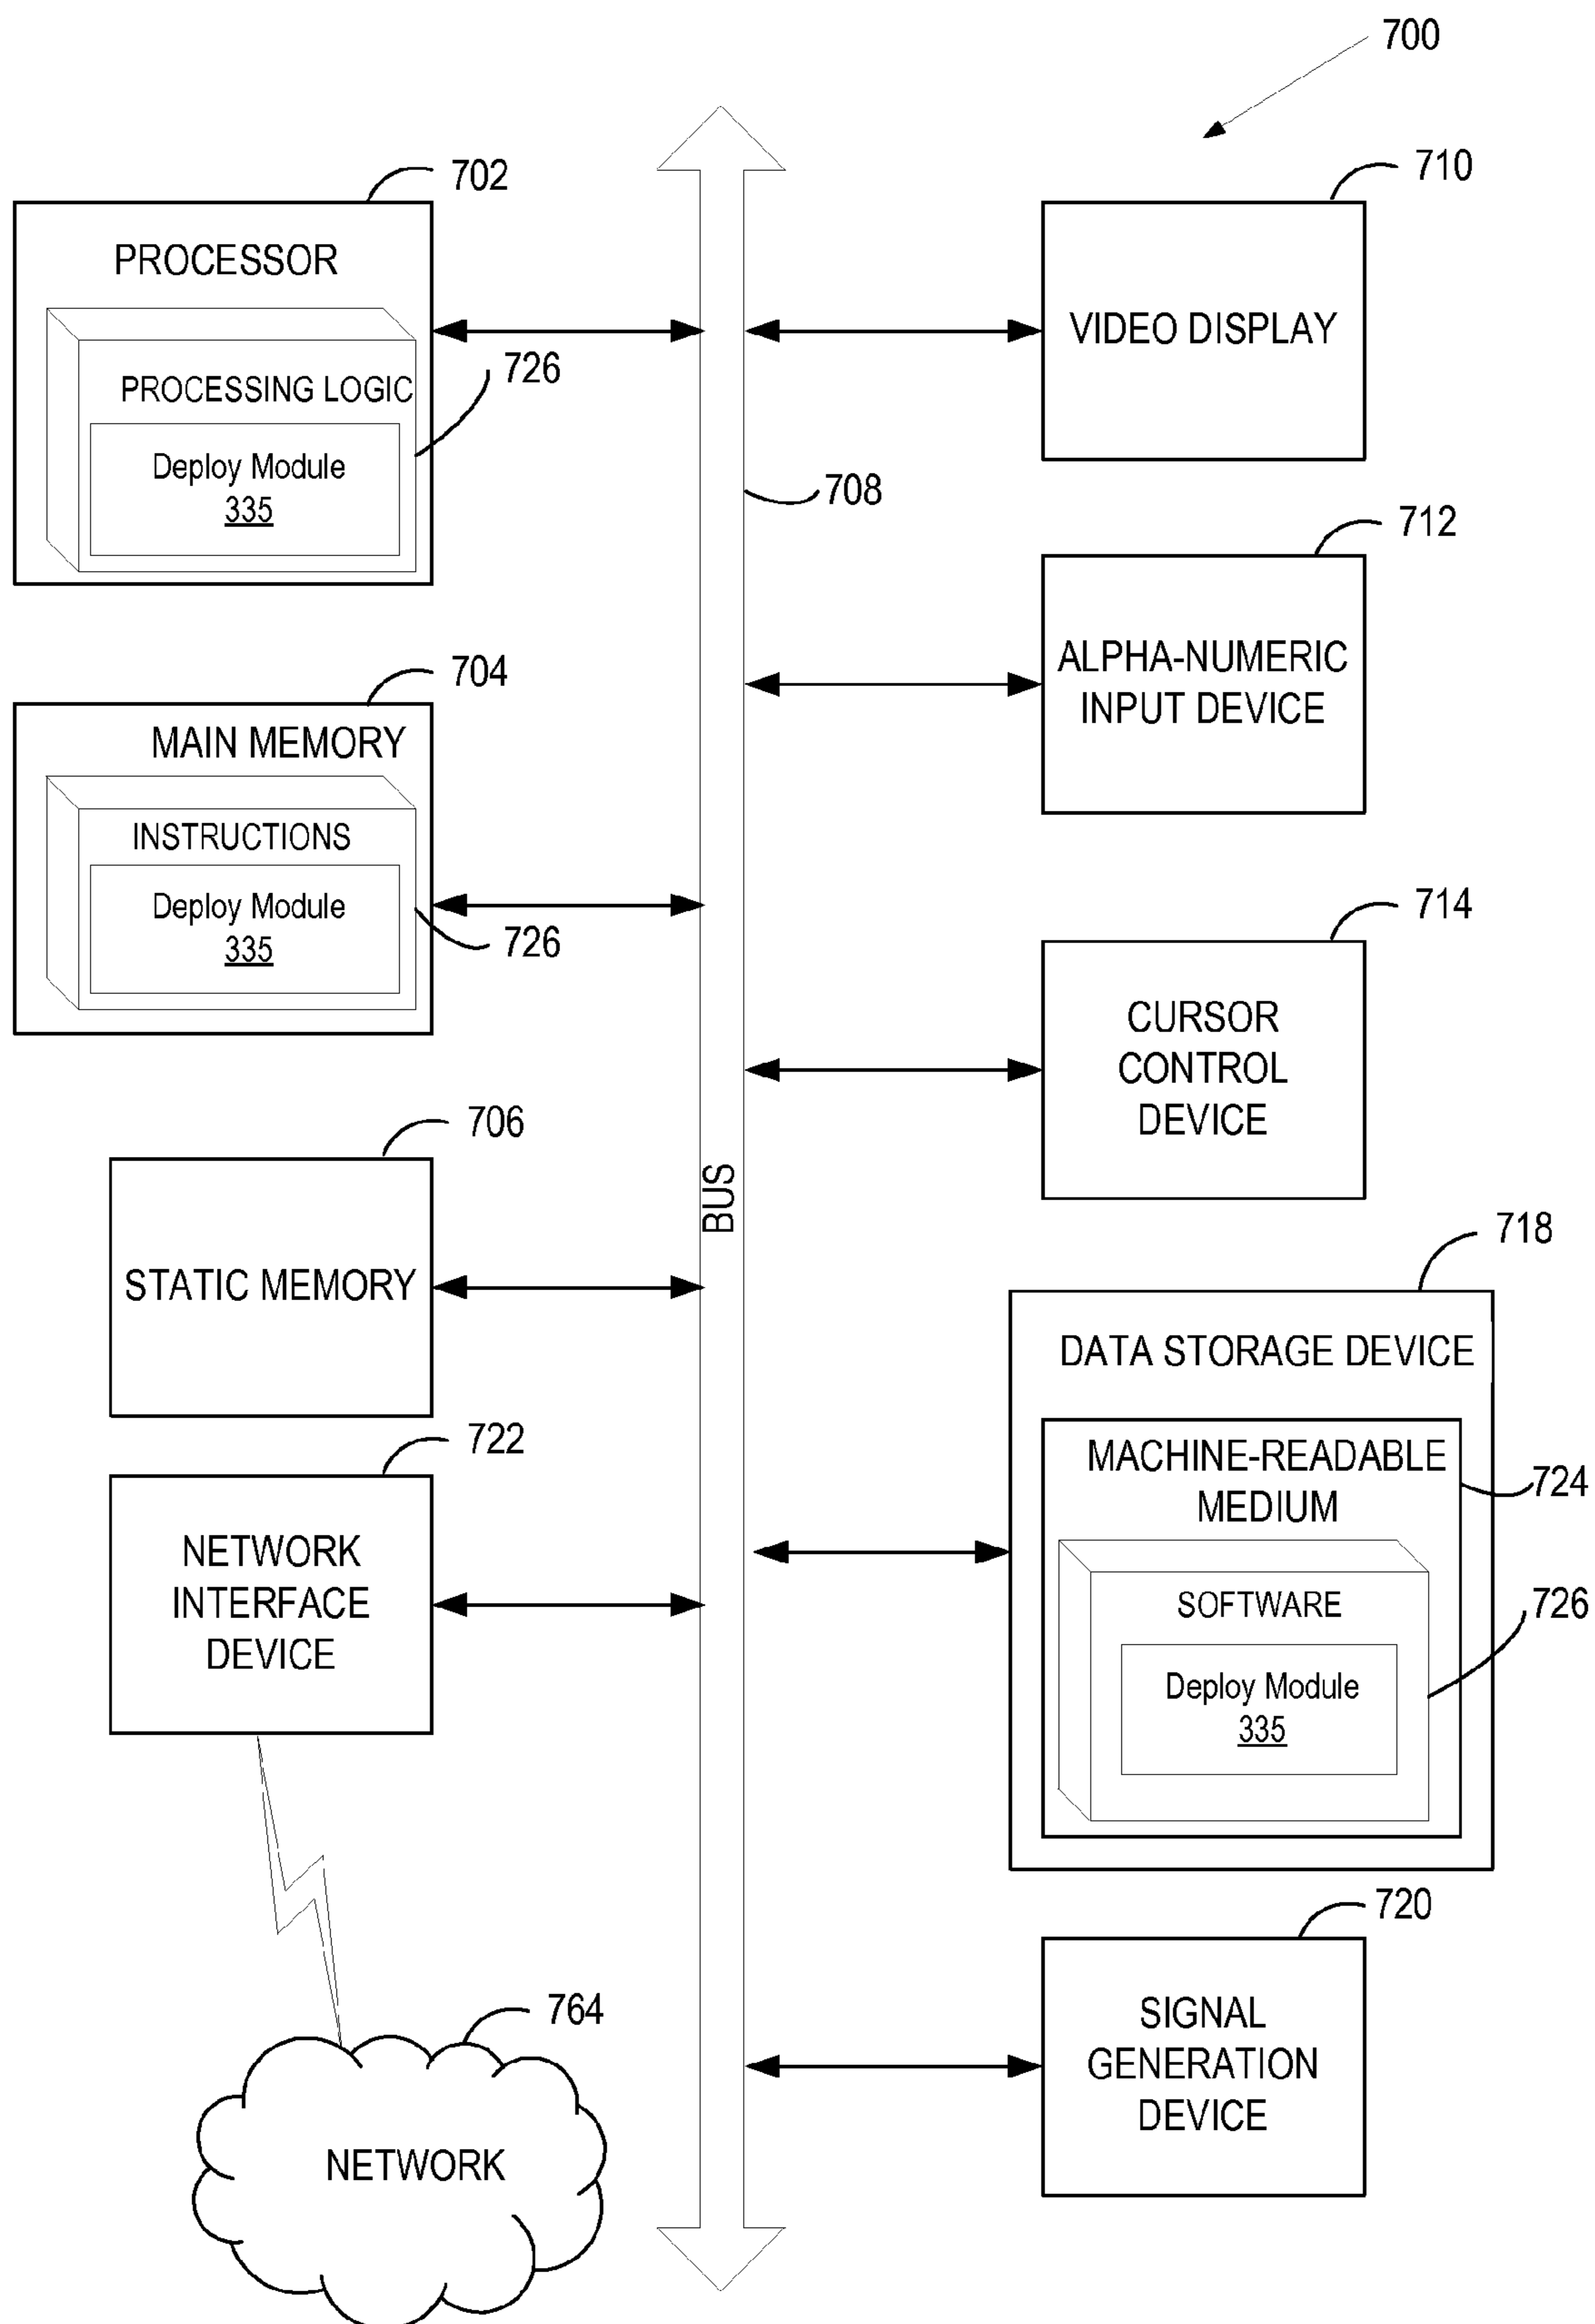 700
702
PROCESSOR
PROCESSING LOGIC
726
Deploy Module
335
704
MAIN MEMORY
INSTRUCTIONS
Deploy Module
335
726
706
STATIC MEMORY
722
NETWORK
INTERFACE
DEVICE
764
NETWORK
708
BUS
710
VIDEO DISPLAY
712
ALPHA-NUMERIC
INPUT DEVICE
714
CURSOR
CONTROL
DEVICE
718
DATA STORAGE DEVICE
MACHINE-READABLE
MEDIUM
724
SOFTWARE
726
Deploy Module
335
720
SIGNAL
GENERATION
DEVICE